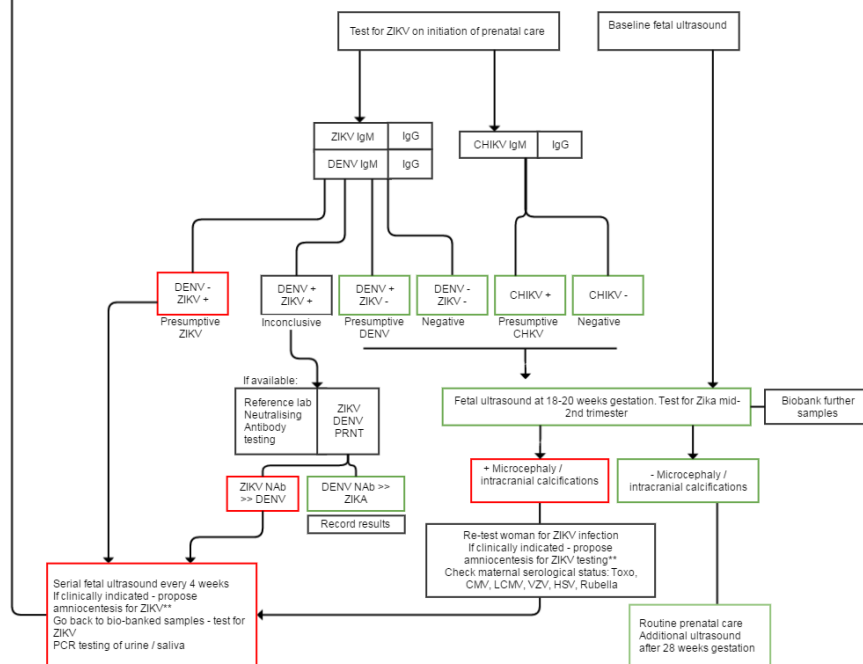 Test for ZIKV on initiation of prenatal care
Baseline fetal ultrasound
ZIKV IgM
IgG
DENV IgM
IgG
CHIKV IgM
IgG
DENV -
ZIKV +
Presumptive
ZIKV
DENV +
ZIKV +
Inconclusive
DENV +
ZIKV -
Presumptive
DENV
DENV -
ZIKV -
Negative
CHIKV +
Presumptive
CHKV
CHIKV -
Negative
If available:
Reference lab
Neutralising
Antibody
testing
ZIKV
DENV
PRNT
Fetal ultrasound at 18-20 weeks gestation. Test for Zika mid-
2nd trimester
Biobank further
samples
ZIKV NAb
>> DENV
DENV NAb >>
ZIKA
Record results
+ Microcephaly /
intracranial calcifications
- Microcephaly /
intracranial calcifications
Re-test woman for ZIKV infection
If clinically indicated - propose
amniocentesis for ZIKV testing**
Check maternal serological status: Toxo,
CMV, LCMV, VZV, HSV, Rubella
Serial fetal ultrasound every 4 weeks
If clinically indicated - propose
amniocentesis for ZIKV**
Go back to bio-banked samples - test for
ZIKV
PCR testing of urine / saliva
Routine prenatal care
Additional ultrasound
after 28 weeks gestation